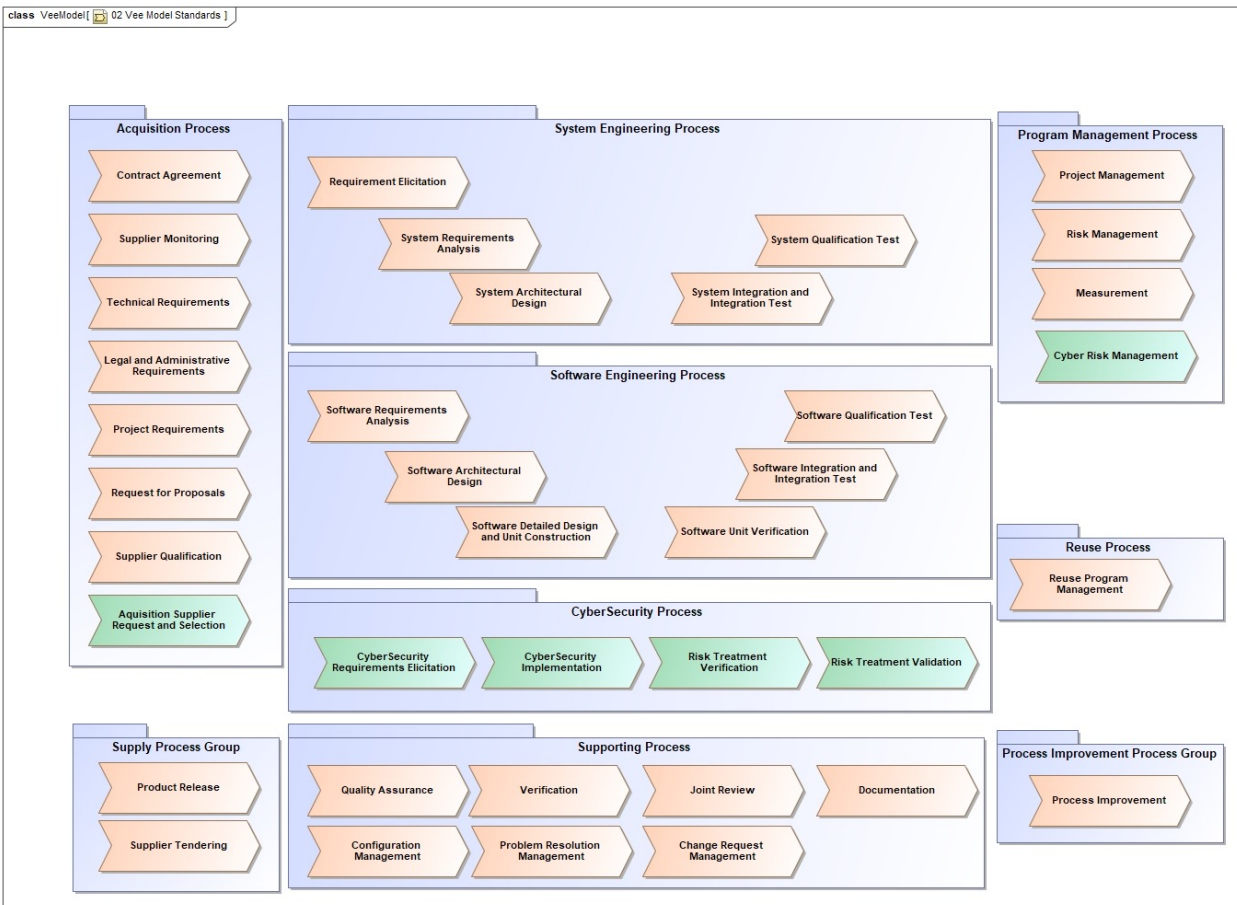 class VeeModel [ 02 Vee Model Standards ]
Acquisition Process
Contract Agreement
Supplier Monitoring
Technical Requirements
Legal and Administrative
Requirements
Project Requirements
Request for Proposals
Supplier Qualification
Aquisition Supplier
Request and Selection
System Engineering Process
Requirement Elicitation
System Requirements
Analysis
System Architectural
Design
System Qualification Test
System Integration and
Integration Test
Software Engineering Process
Software Requirements
Analysis
Software Architectural
Design
Software Detailed Design
and Unit Construction
Software Qualification Test
Software Integration and
Integration Test
Software Unit Verification
CyberSecurity Process
CyberSecurity
Requirements Elicitation
CyberSecurity
Implementation
Risk Treatment
Verification
Risk Treatment Validation
Program Management Process
Project Management
Risk Management
Measurement
Cyber Risk Management
Reuse Process
Reuse Program
Management
Supply Process Group
Product Release
Supplier Tendering
Supporting Process
Quality Assurance
Verification
Joint Review
Documentation
Configuration
Management
Problem Resolution
Management
Change Request
Management
Process Improvement Process Group
Process Improvement